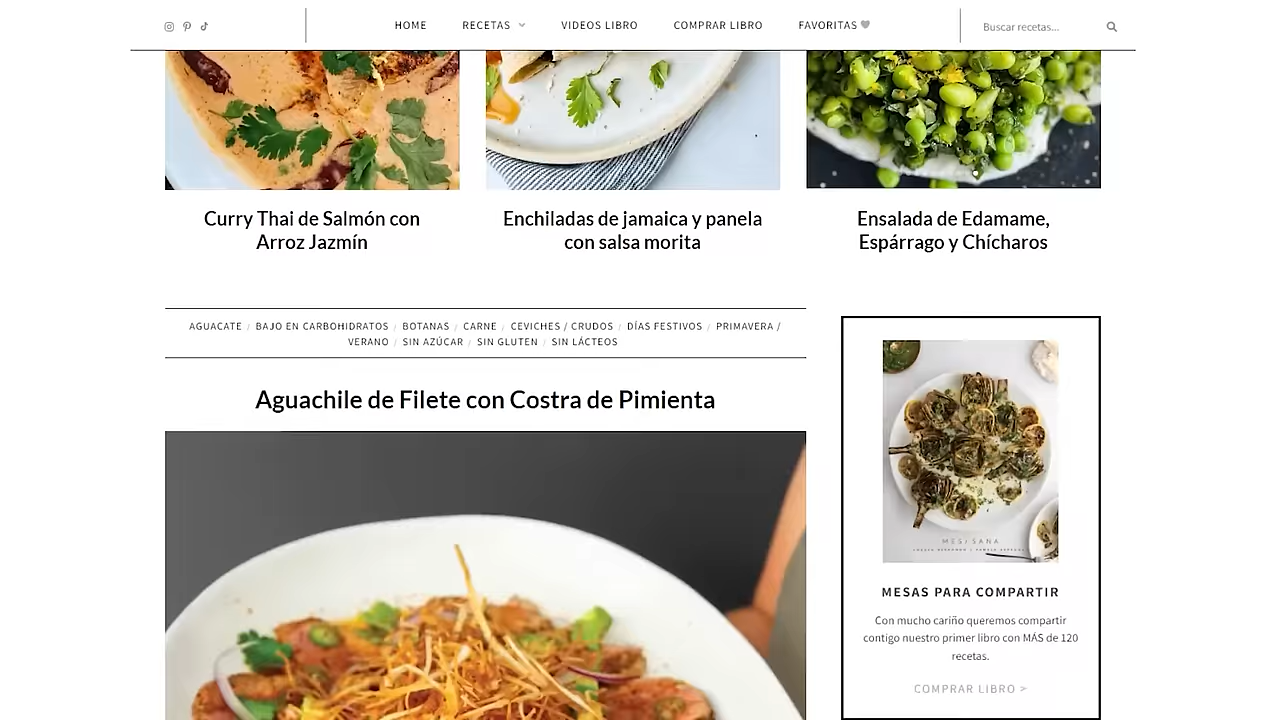 HOME RECETAS VIDEOS LIBRO COMPRAR LIBRO FAVORITAS Buscar recetas...
Curry Thai de Salmón con
Arroz Jazmín
Enchiladas de jamaica y panela
con salsa morita
Ensalada de Edamame,
Espárrago y Chícharos
AGUACATE / BAJO EN CARBOHIDRATOS / BOTANAS / CARNE / CEVICHES / CRUDOS / DÍAS FESTIVOS / PRIMAVERA /
VERANO / SIN AZÚCAR / SIN GLUTEN / SIN LÁCTEOS
Aguachile de Filete con Costra de Pimienta
MESA SANA
MESAS PARA COMPARTIR
Con mucho cariño queremos compartir
contigo nuestro primer libro con MÁS de 120
recetas.
COMPRAR LIBRO >